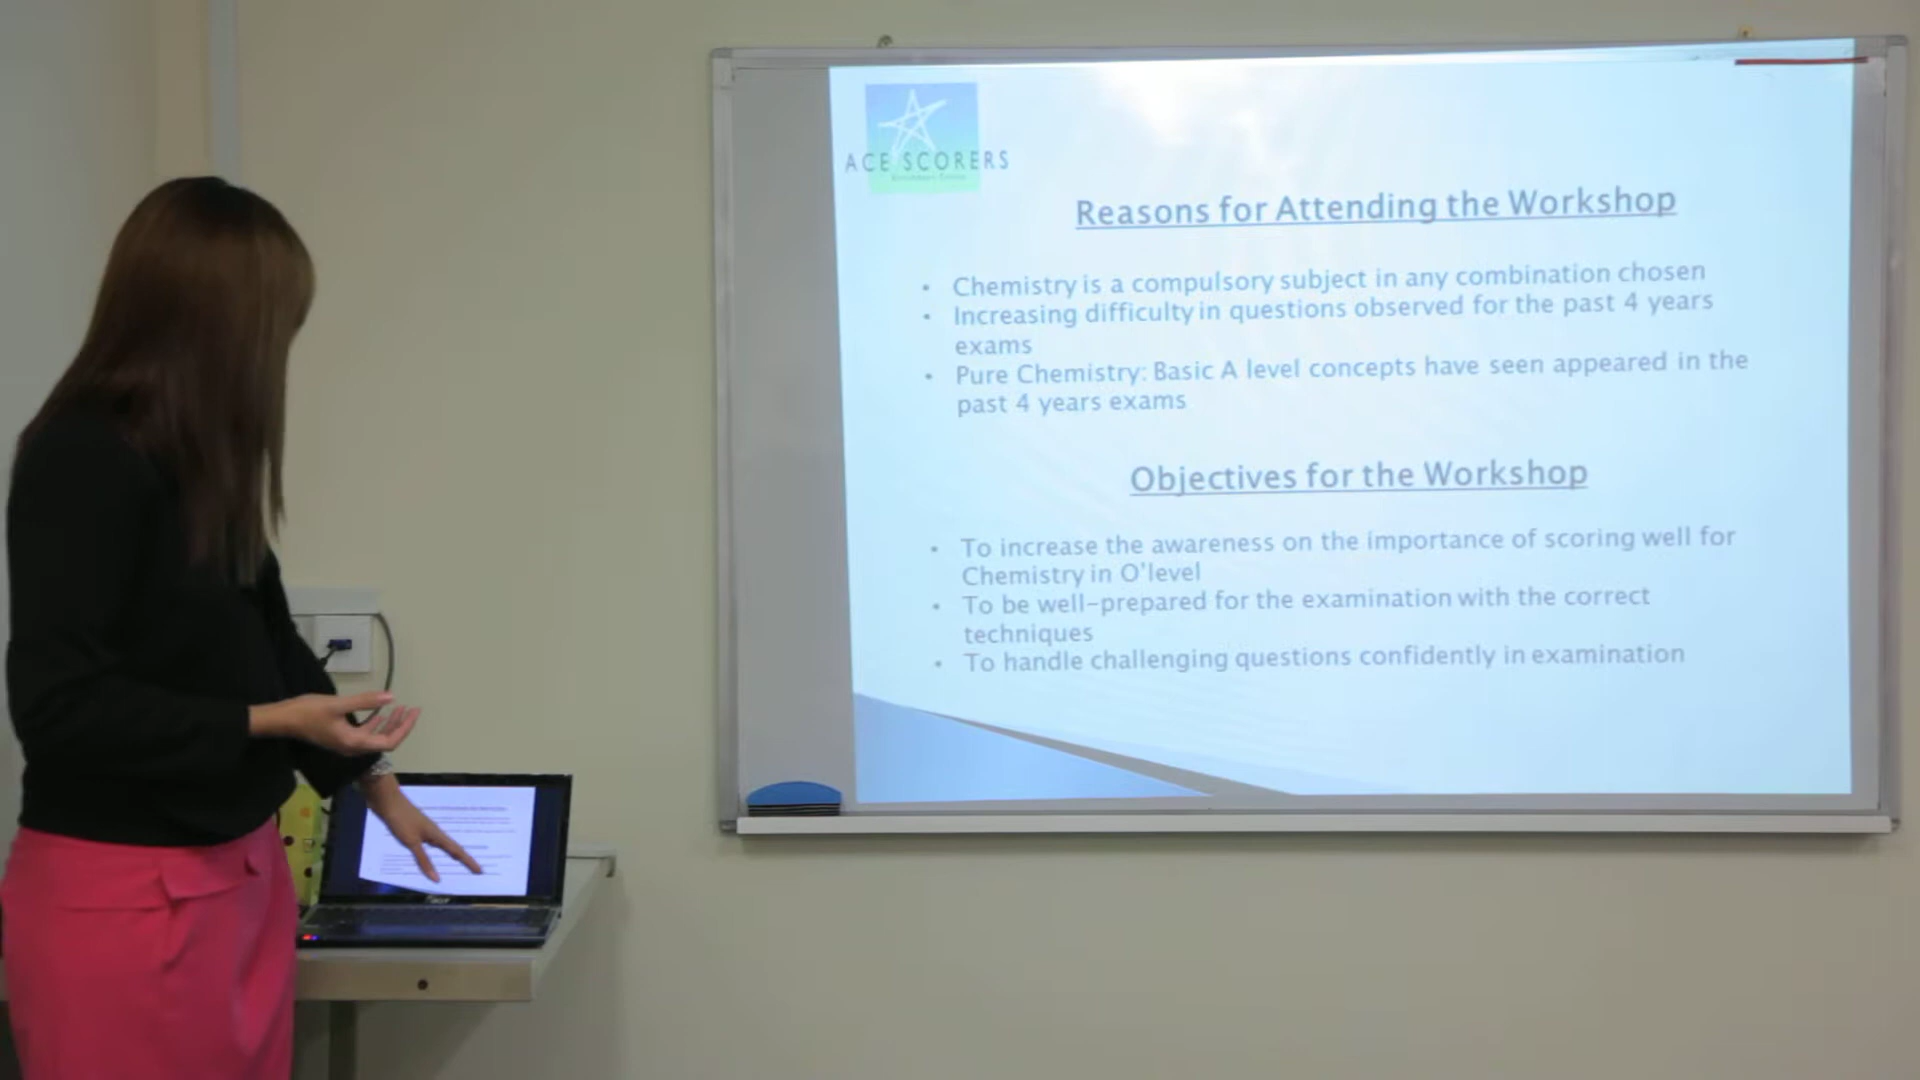 ACE SCORERS
Reasons for Attending the Workshop
• Chemistry is a compulsory subject in any combination chosen
• Increasing difficulty in questions observed for the past 4 years
exams
• Pure Chemistry: Basic A level concepts have seen appeared in the
past 4 years exams
Objectives for the Workshop
• To increase the awareness on the importance of scoring well for
Chemistry in O'level
• To be well-prepared for the examination with the correct
techniques
• To handle challenging questions confidently in examination
acer